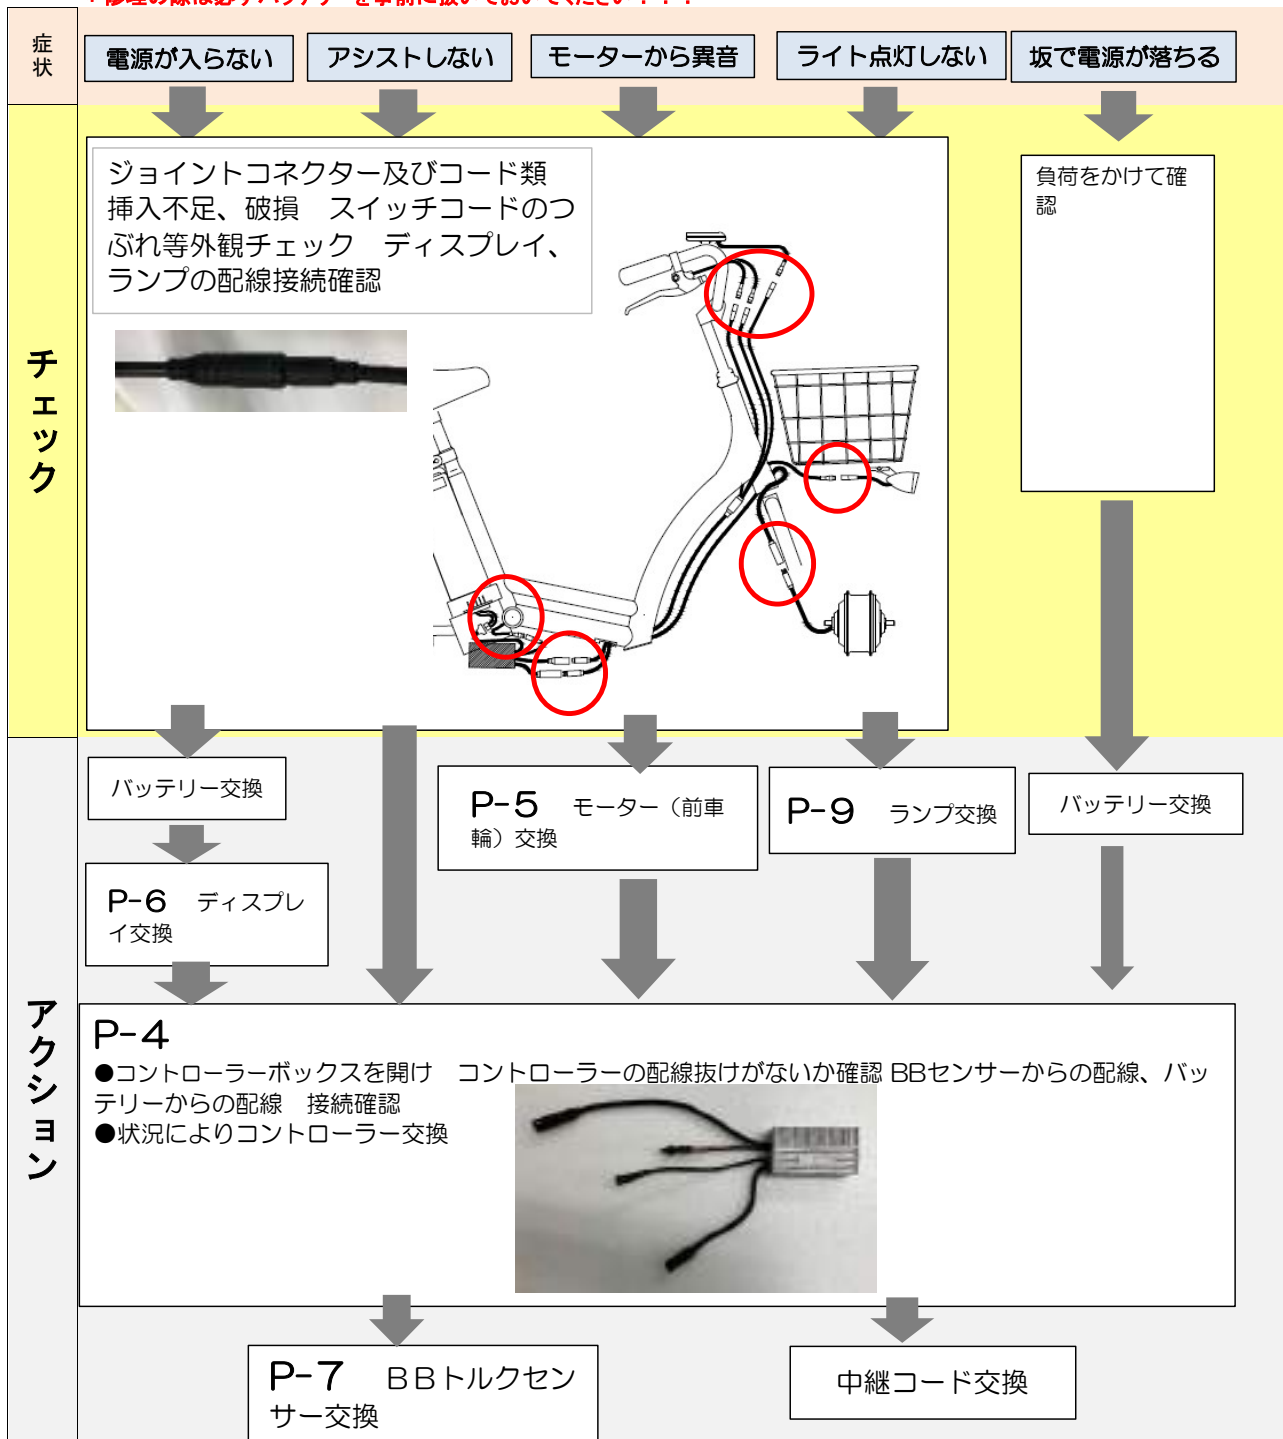 症
状
電源が入らない
アシストしない
モーターから異音
ライト点灯しない
坂で電源が落ちる
チェック
ジョイントコネクター及びコード類
挿入不足、破損　スイッチコードのつ
ぶれ等外観チェック　ディスプレイ、
ランプの配線接続確認
負荷をかけて確
認
アクション
バッテリー交換
P-5　モーター（前車
輪）交換
P-9　ランプ交換
バッテリー交換
P-6　ディスプレ
イ交換
P-4
●コントローラーボックスを開け　コントローラーの配線抜けがないか確認 BBセンサーからの配線、バッ
テリーからの配線　接続確認
●状況によりコントローラー交換
P-7　BBトルクセン
サー交換
中継コード交換